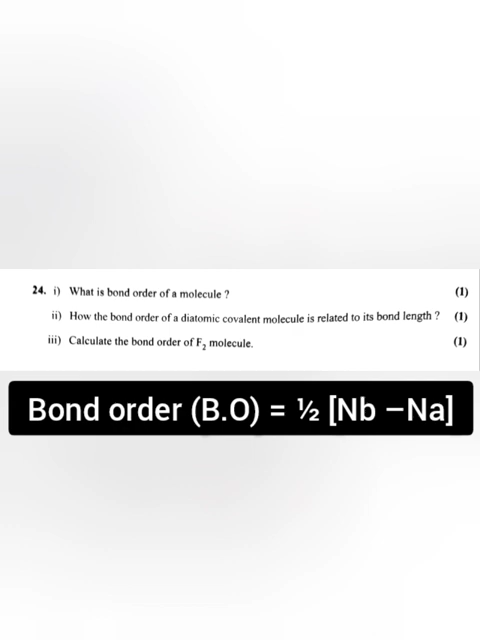 24. i) What is bond order of a molecule ? (1)
ii) How the bond order of a diatomic covalent molecule is related to its bond length ? (1)
iii) Calculate the bond order of F₂ molecule. (1)
Bond order (B.O) = ½ [Nb –Na]